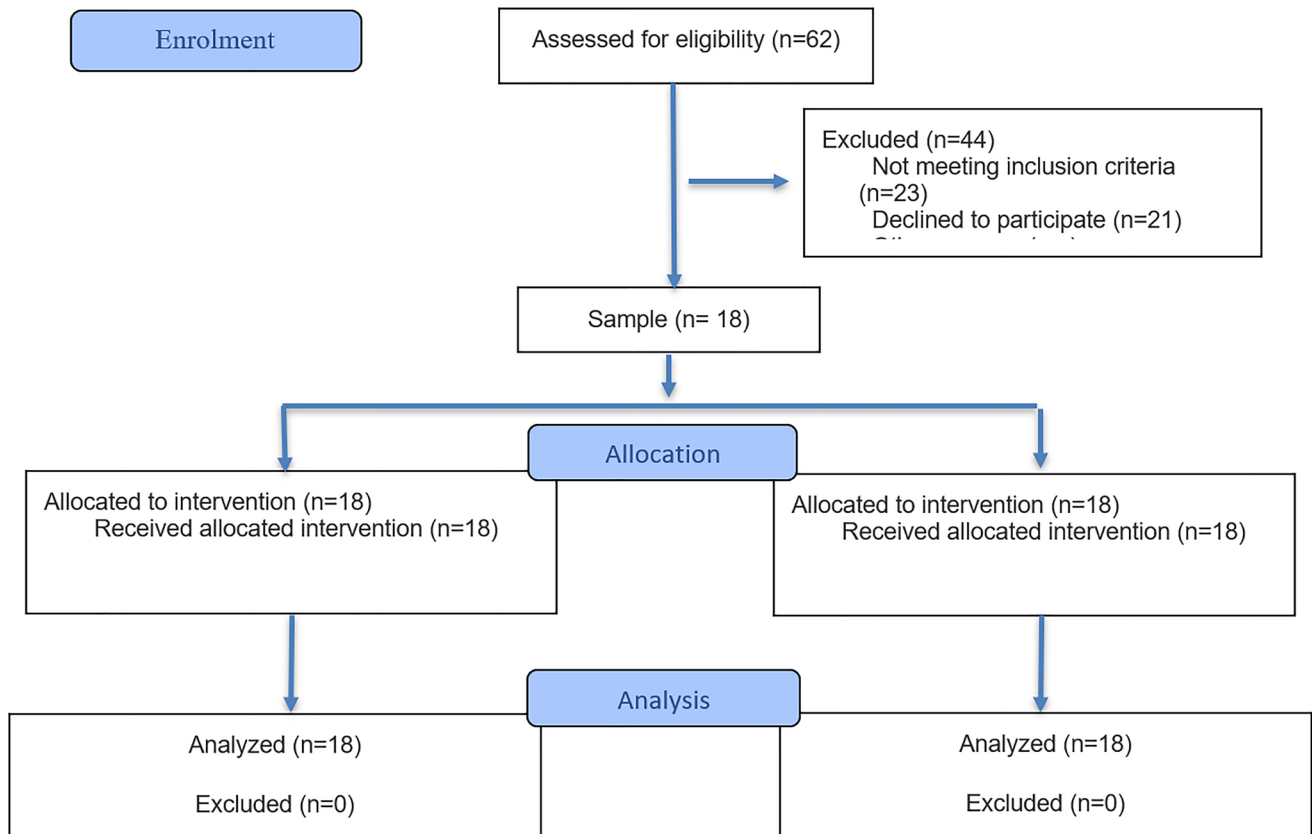 Enrolment
Assessed for eligibility (n=62)
Excluded (n=44)
Not meeting inclusion criteria
(n=23)
Declined to participate (n=21)
Sample (n= 18)
Allocation
Allocated to intervention (n=18)
Received allocated intervention (n=18)
Allocated to intervention (n=18)
Received allocated intervention (n=18)
Analysis
Analyzed (n=18)
Excluded (n=0)
Analyzed (n=18)
Excluded (n=0)